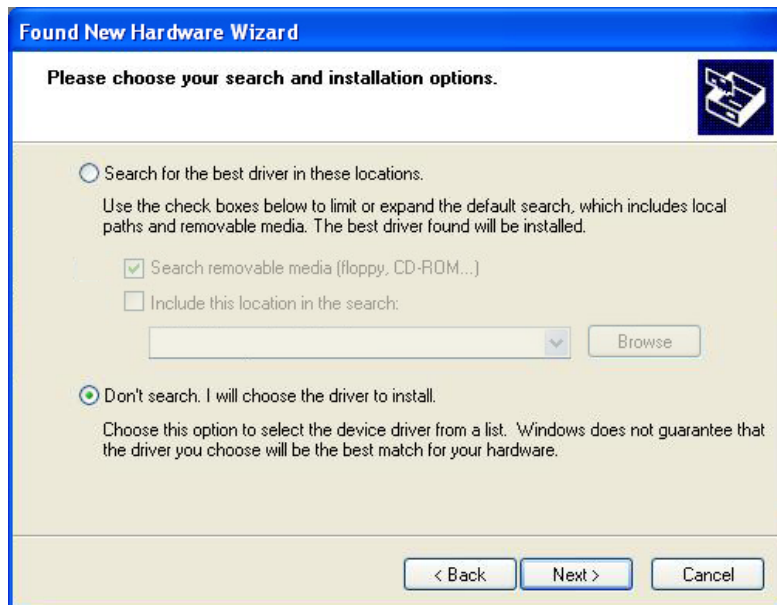 Found New Hardware Wizard
Please choose your search and installation options.
Search for the best driver in these locations.
Use the check boxes below to limit or expand the default search, which includes local
paths and removable media. The best driver found will be installed.
Search removable media (floppy, CD-ROM...)
Include this location in the search:
Browse
Don't search. I will choose the driver to install.
Choose this option to select the device driver from a list. Windows does not guarantee that
the driver you choose will be the best match for your hardware.
< Back Next > Cancel